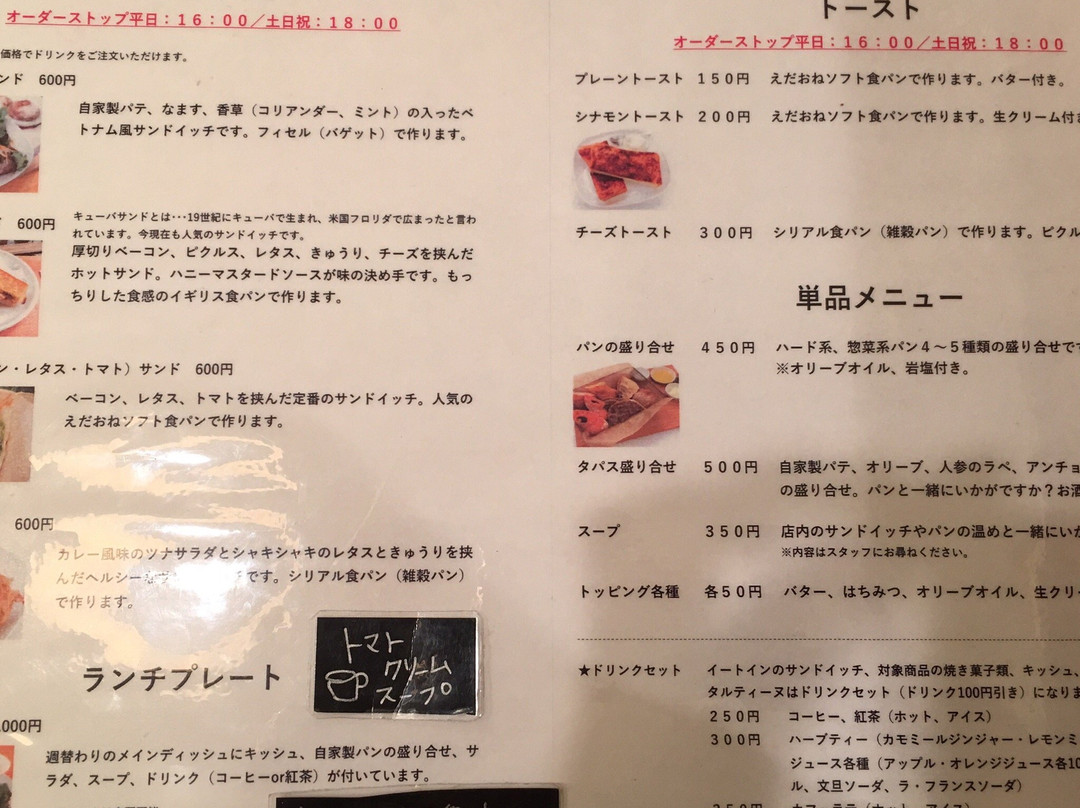 オーダーストップ平日：１６：００／土日祝：１８：００
価格でドリンクをご注文いただけます。
ンド 600円
自家製パテ、なます、香草（コリアンダー、ミント）の入ったベ
トナム風サンドイッチです。フィセル（バゲット）で作ります。
600円
キューバサンドとは･･･19世紀にキューバで生まれ、米国フロリダで広まったと言わ
れています。今現在も人気のサンドイッチです。
厚切りベーコン、ピクルス、レタス、きゅうり、チーズを挟んだ
ホットサンド。ハニーマスタードソースが味の決め手です。もっ
ちりした食感のイギリス食パンで作ります。
ン・レタス・トマト）サンド 600円
ベーコン、レタス、トマトを挟んだ定番のサンドイッチ。人気の
えだおねソフト食パンで作ります。
600円
カレー風味のツナサラダとシャキシャキのレタスときゅうりを挟
んだヘルシーな
です。シリアル食パン（雑穀パン）
で作ります。
トマト
クリーム
スープ
ランチプレート
,000円
週替わりのメインディッシュにキッシュ、自家製パンの盛り合せ、サ
ラダ、スープ、ドリンク（コーヒーor紅茶）が付いています。
トースト
オーダーストップ平日：１６：００／土日祝：１８：００
プレーントースト １５０円 えだおねソフト食パンで作ります。バター付き。
シナモントースト ２００円 えだおねソフト食パンで作ります。生クリーム付き
チーズトースト ３００円 シリアル食パン（雑穀パン）で作ります。ピクル
単品メニュー
パンの盛り合せ ４５０円 ハード系、惣菜系パン４～５種類の盛り合せです
※オリーブオイル、岩塩付き。
タパス盛り合せ ５００円 自家製パテ、オリーブ、人参のラペ、アンチョ
の盛り合せ。パンと一緒にいかがですか？お酒
スープ ３５０円 店内のサンドイッチやパンの温めと一緒にいか
※内容はスタッフにお尋ねください。
トッピング各種 各５０円 バター、はちみつ、オリーブオイル、生クリー
★ドリンクセット イートインのサンドイッチ、対象商品の焼き菓子類、キッシュ、
タルティーヌはドリンクセット（ドリンク100円引き）になりま
２５０円 コーヒー、紅茶（ホット、アイス）
３００円 ハーブティー（カモミールジンジャー・レモンミ
ジュース各種（アップル・オレンジジュース各10
ル、文旦ソーダ、ラ・フランスソーダ）
３５０円 カフェラテ（ホット、アイス）